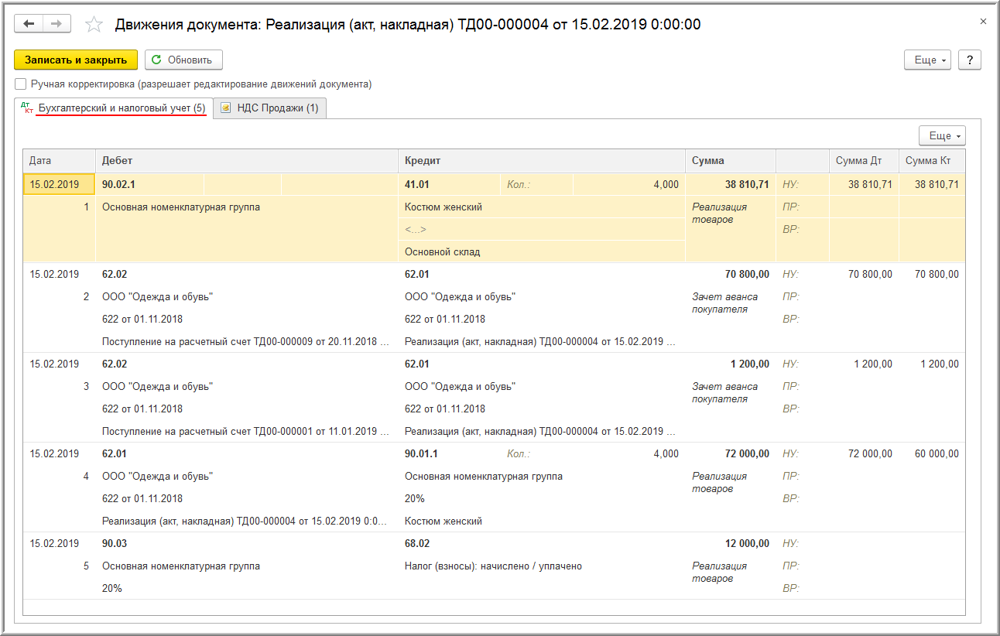 Движения документа: Реализация (акт, накладная) ТД00-000004 от 15.02.2019 0:00:00
Записать и закрыть Обновить Еще ?
Ручная корректировка (разрешает редактирование движений документа)
Дт Кт Бухгалтерский и налоговый учет (5) НДС Продажи (1)
Еще
Дата Дебет Кредит Сумма Сумма Дт Сумма Кт
15.02.2019 90.02.1 41.01 Кол.: 4,000 38 810,71 НУ: 38 810,71 38 810,71
1 Основная номенклатурная группа Костюм женский Реализация товаров ПР:
<...> ВР:
Основной склад
15.02.2019 62.02 62.01 70 800,00 НУ: 70 800,00 70 800,00
2 ООО "Одежда и обувь" ООО "Одежда и обувь" Зачет аванса покупателя ПР:
622 от 01.11.2018 622 от 01.11.2018 ВР:
Поступление на расчетный счет ТД00-000009 от 20.11.2018 ... Реализация (акт, накладная) ТД00-000004 от 15.02.2019 ...
15.02.2019 62.02 62.01 1 200,00 НУ: 1 200,00 1 200,00
3 ООО "Одежда и обувь" ООО "Одежда и обувь" Зачет аванса покупателя ПР:
622 от 01.11.2018 622 от 01.11.2018 ВР:
Поступление на расчетный счет ТД00-000001 от 11.01.2019 ... Реализация (акт, накладная) ТД00-000004 от 15.02.2019 ...
15.02.2019 62.01 90.01.1 Кол.: 4,000 72 000,00 НУ: 72 000,00 60 000,00
4 ООО "Одежда и обувь" Основная номенклатурная группа Реализация товаров ПР:
622 от 01.11.2018 20% ВР:
Реализация (акт, накладная) ТД00-000004 от 15.02.2019 0:0... Костюм женский
15.02.2019 90.03 68.02 12 000,00 НУ:
5 Основная номенклатурная группа Налог (взносы): начислено / уплачено Реализация товаров ПР:
20% ВР: